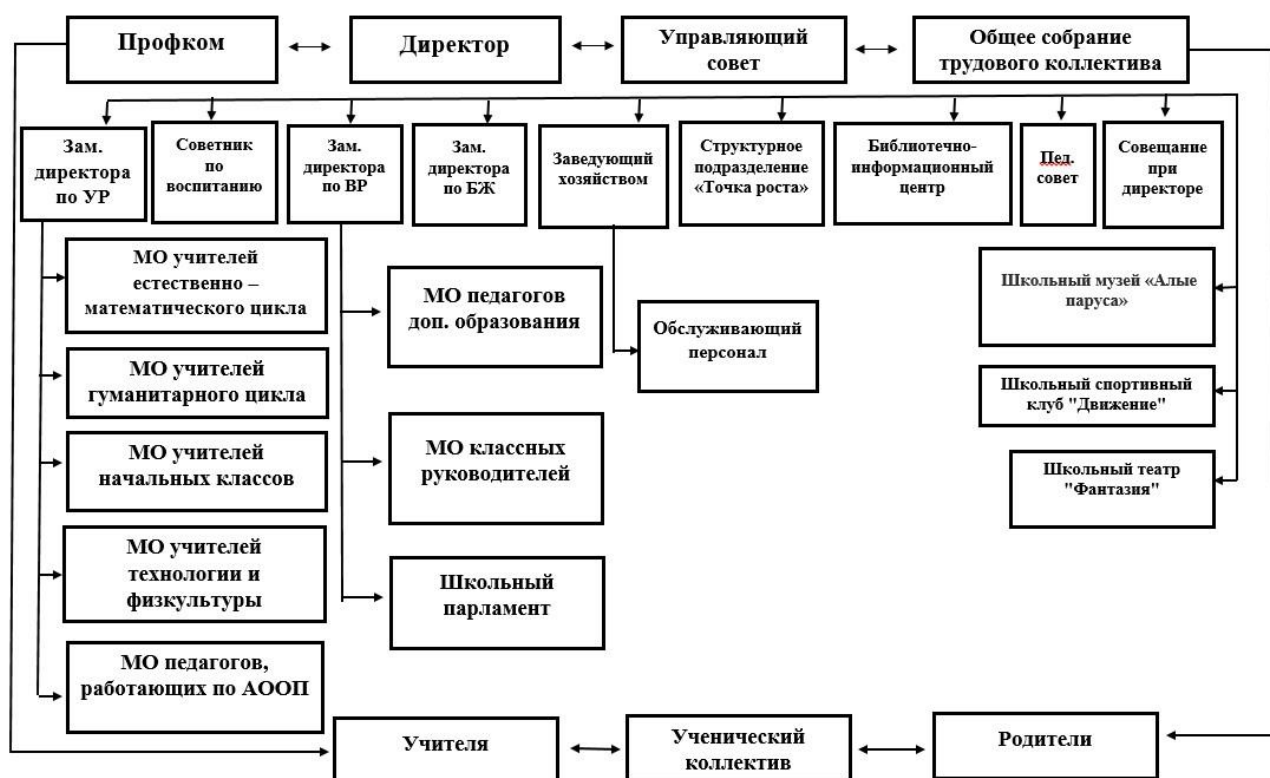 Профком
Директор
Управляющий
совет
Общее собрание
трудового коллектива
Зам.
директора
по УР
Советник
по
воспитанию
Зам.
директора
по ВР
Зам.
директора
по БЖ
Заведующий
хозяйством
Структурное
подразделение
«Точка роста»
Библиотечно-
информационный
центр
Пед.
совет
Совещание
при
директоре
МО учителей
естественно –
математического цикла
МО учителей
гуманитарного цикла
МО учителей
начальных классов
МО учителей
технологии и
физкультуры
МО педагогов,
работающих по АООП
МО педагогов
доп. образования
МО классных
руководителей
Школьный
парламент
Обслуживающий
персонал
Школьный музей «Алые
паруса»
Школьный спортивный
клуб "Движение"
Школьный театр
"Фантазия"
Учителя
Ученический
коллектив
Родители